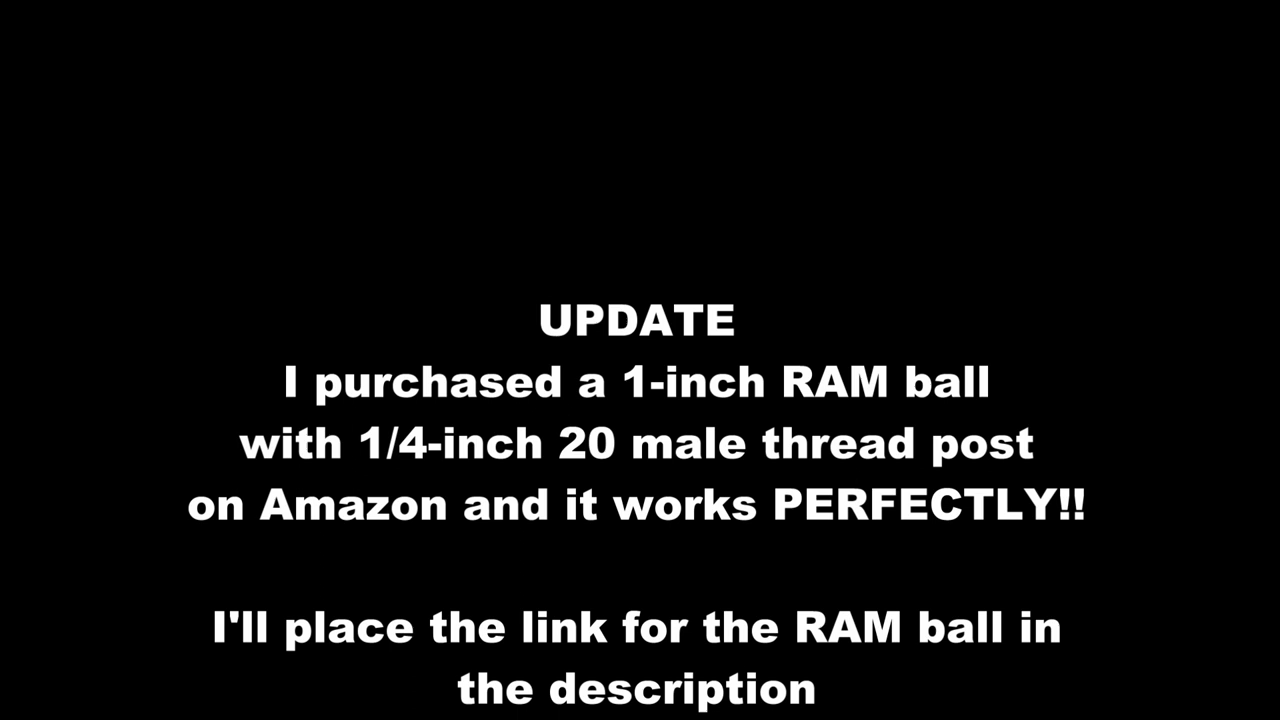 UPDATE
I purchased a 1-inch RAM ball
with 1/4-inch 20 male thread post
on Amazon and it works PERFECTLY!!
I'll place the link for the RAM ball in
the description